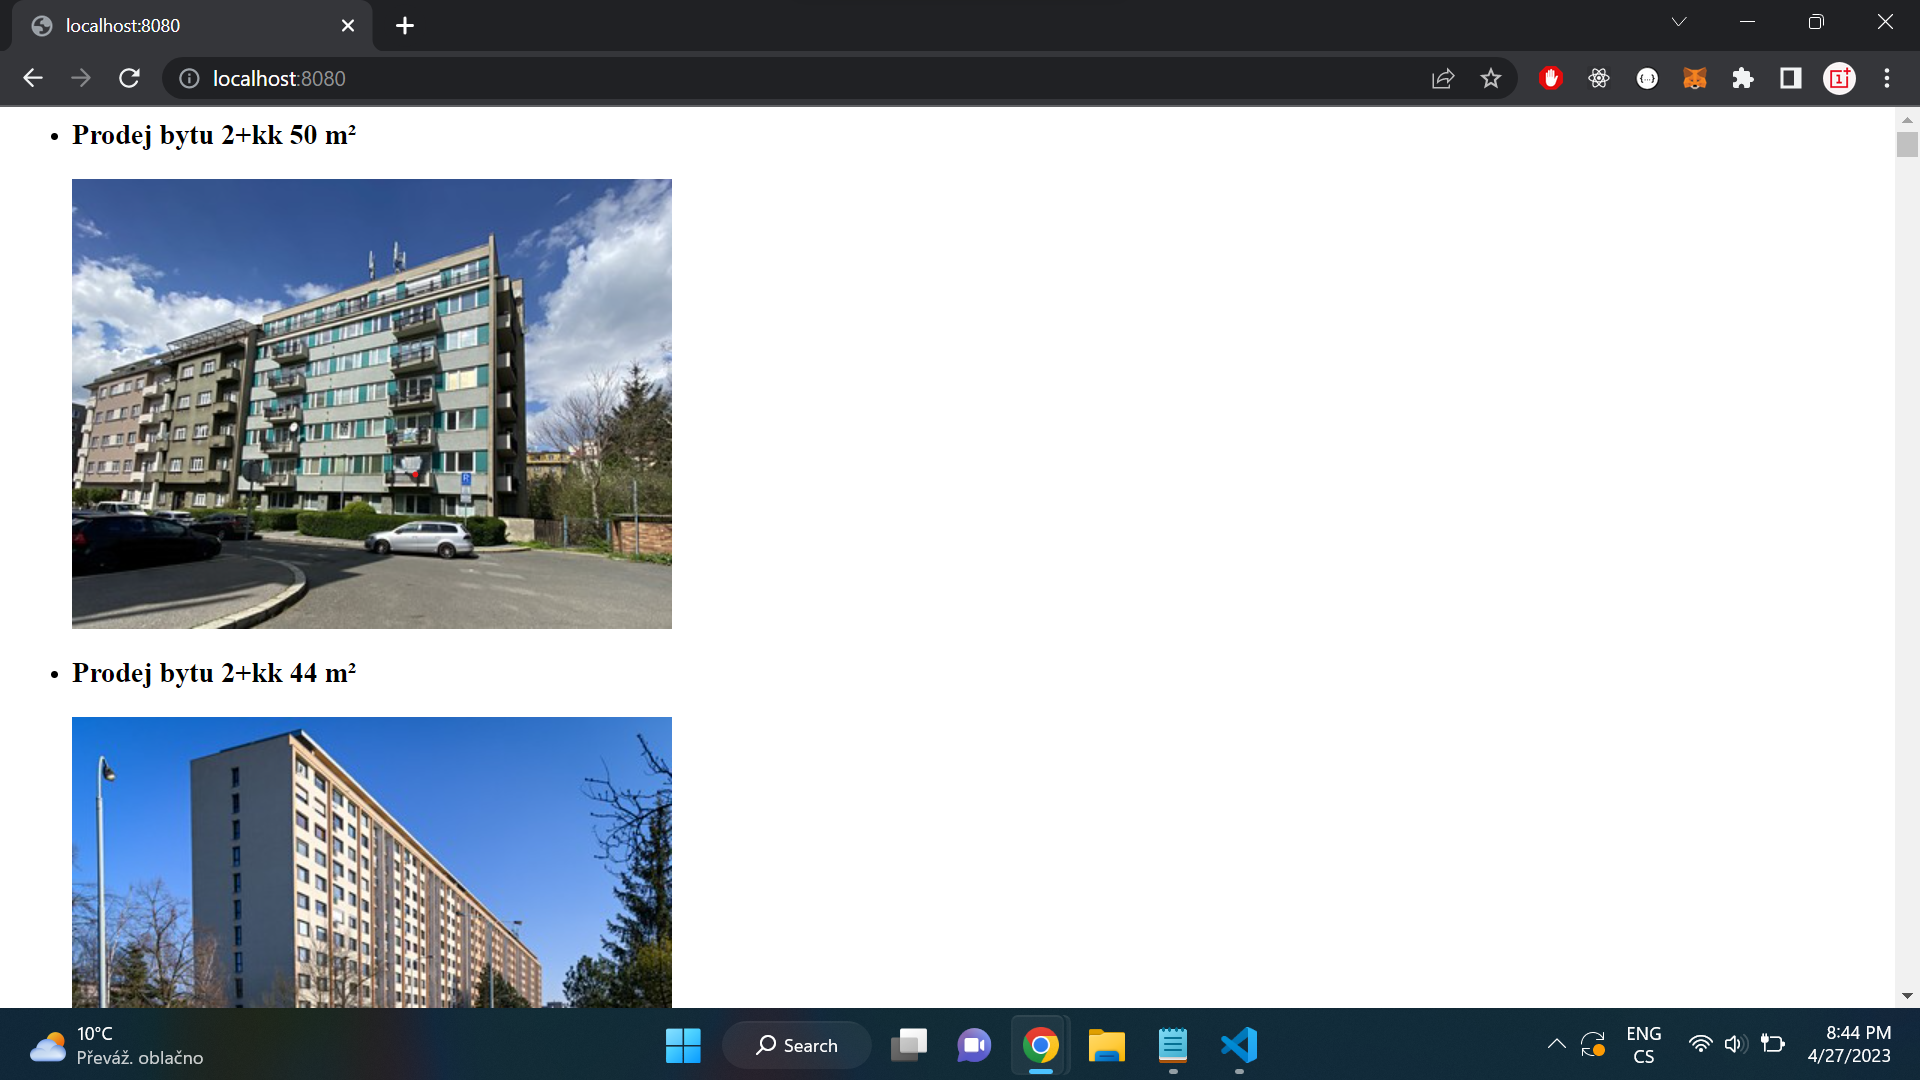 localhost:8080
localhost:8080
Prodej bytu 2+kk 50 m²
Prodej bytu 2+kk 44 m²
10°C
Převáž. oblačno
Search
ENG
CS
8:44 PM
4/27/2023